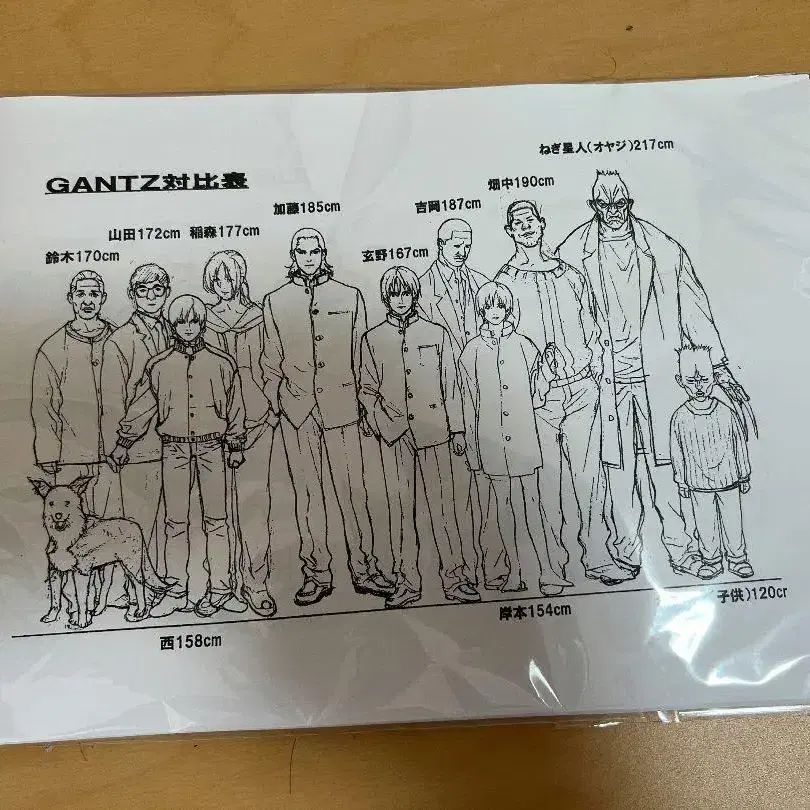 GANTZ対比表
ねぎ星人(オヤジ)217cm
畑中190cm
吉岡187cm
加藤185cm
山田172cm 稲森177cm
鈴木170cm
玄野167cm
子供)120c
岸本154cm
西158cm